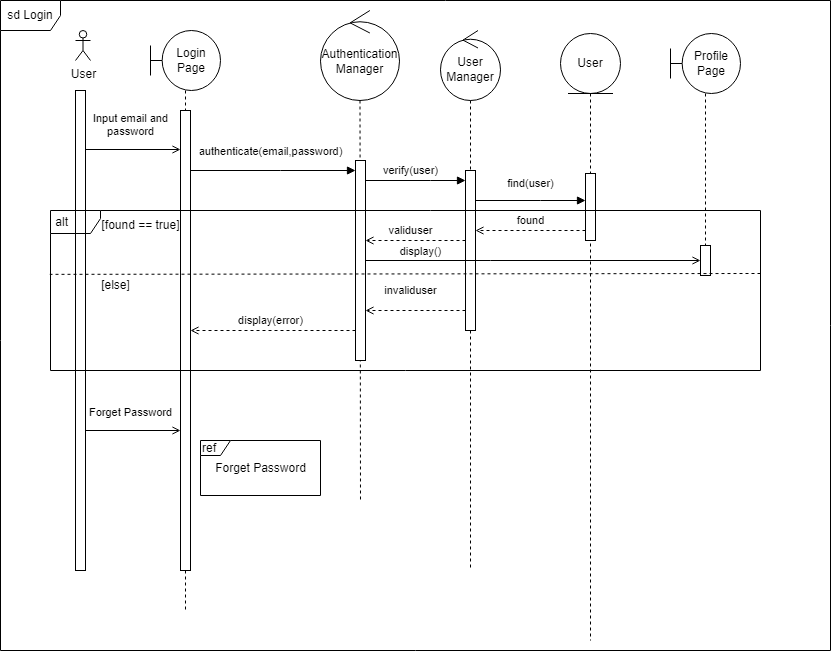 sd Login
User
Login
Page
Authentication
Manager
User
Manager
User
Profile
Page
Input email and
password
authenticate(email,password)
verify(user)
find(user)
alt
[found == true]
found
validuser
display()
[else]
invaliduser
display(error)
Forget Password
ref
Forget Password